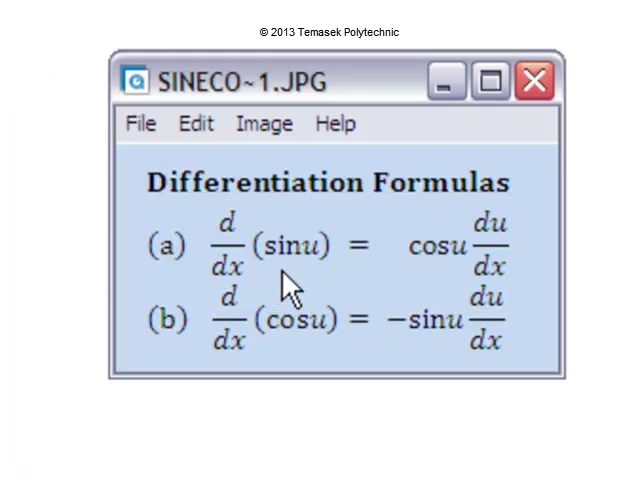 © 2013 Temasek Polytechnic
SINECO~1.JPG
File Edit Image Help
Differentiation Formulas
(a) d/dx (sinu) = cosu du/dx
(b) d/dx (cosu) = −sinu du/dx